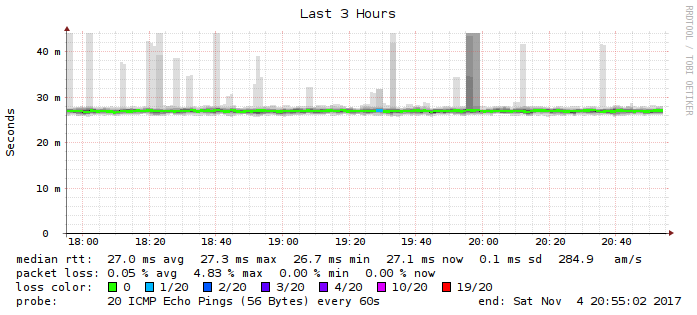 Last 3 Hours
RRDTOOL / TOBI OETIKER
Seconds
40 m
30 m
20 m
10 m
0
18:00 18:20 18:40 19:00 19:20 19:40 20:00 20:20 20:40
median rtt: 27.0 ms avg 27.3 ms max 26.7 ms min 27.1 ms now 0.1 ms sd 284.9 am/s
packet loss: 0.05 % avg 4.83 % max 0.00 % min 0.00 % now
loss color: 0 1/20 2/20 3/20 4/20 10/20 19/20
probe: 20 ICMP Echo Pings (56 Bytes) every 60s end: Sat Nov 4 20:55:02 2017